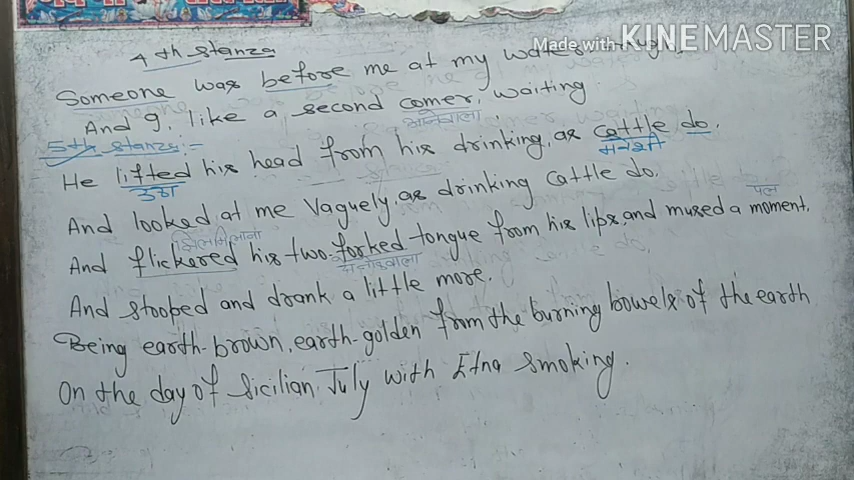 Made with KINEMASTER
4th stanza
Someone was before me at my water
And I, like a second comer, waiting
आनेवाला
5th stanza:-
He lifted his head from his drinking, as cattle do.
उठा
मवेशी
And looked at me Vaguely, as drinking cattle do.
झिलमिलाना
पल
And flickered his two-forked tongue from his lips, and mused a moment.
And stooped and drank a little more.
Being earth-brown, earth-golden from the burning bowels of the earth
On the day of Sicilian July with Etna smoking.